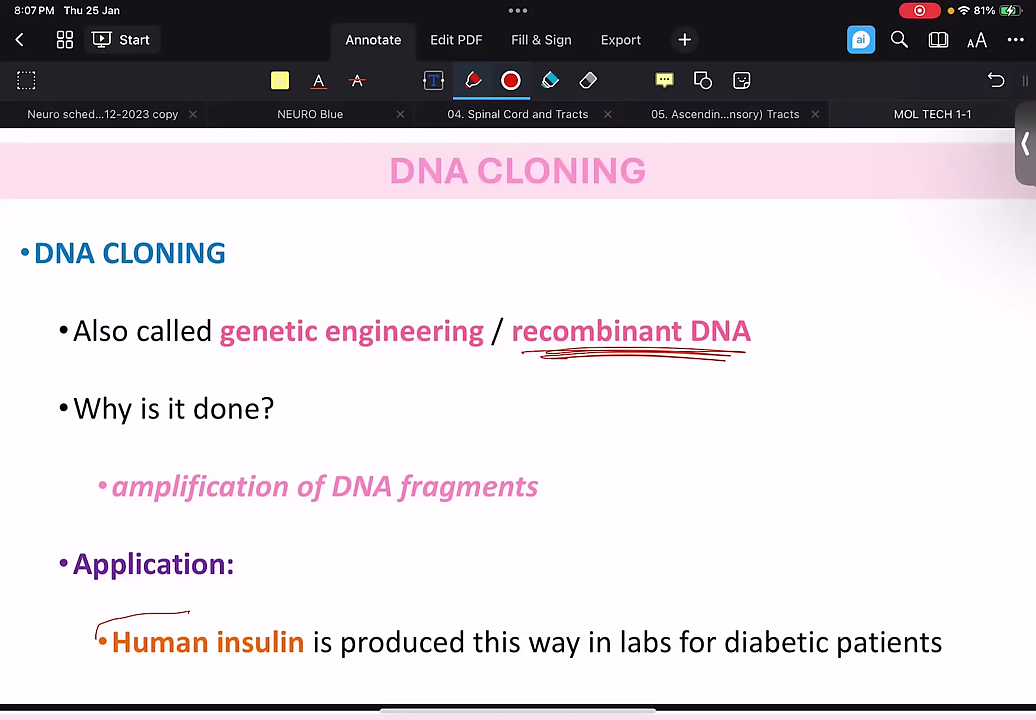 8:07 PM Thu 25 Jan
81%
Start
Annotate
Edit PDF
Fill & Sign
Export
ai
AA
A
A
T
Neuro sched...12-2023 copy
NEURO Blue
04. Spinal Cord and Tracts
05. Ascendin...nsory) Tracts
MOL TECH 1-1
DNA CLONING
• DNA CLONING
• Also called genetic engineering / recombinant DNA
• Why is it done?
• amplification of DNA fragments
• Application:
• Human insulin is produced this way in labs for diabetic patients